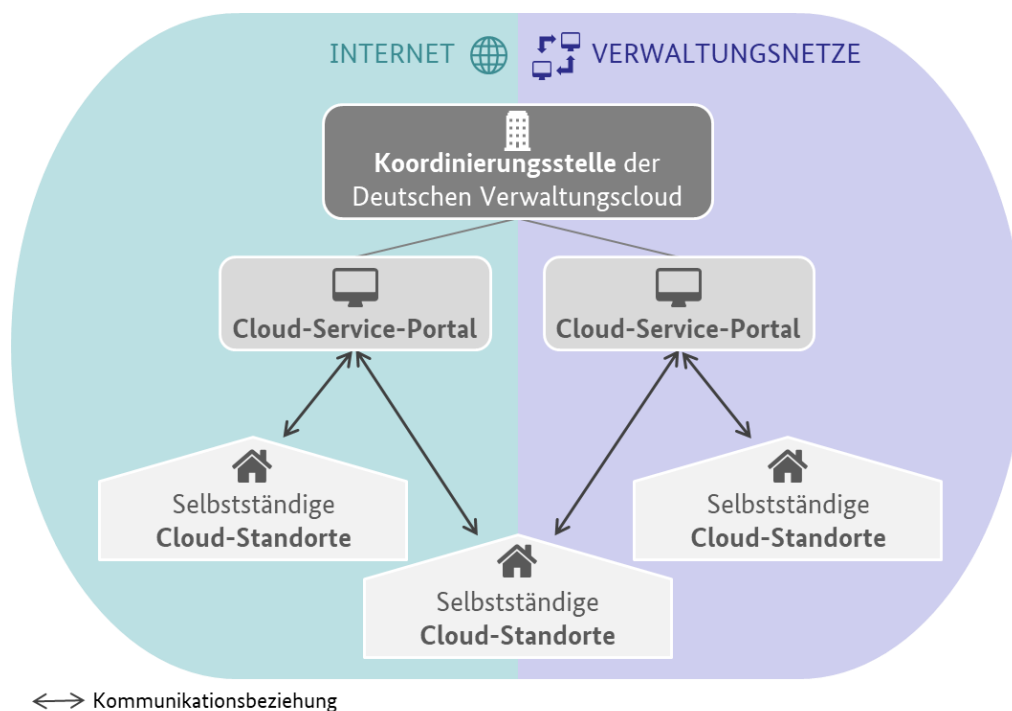 INTERNET
VERWALTUNGSNETZE
Koordinierungsstelle der
Deutschen Verwaltungscloud
Cloud-Service-Portal
Cloud-Service-Portal
Selbstständige
Cloud-Standorte
Selbstständige
Cloud-Standorte
Selbstständige
Cloud-Standorte
Kommunikationsbeziehung